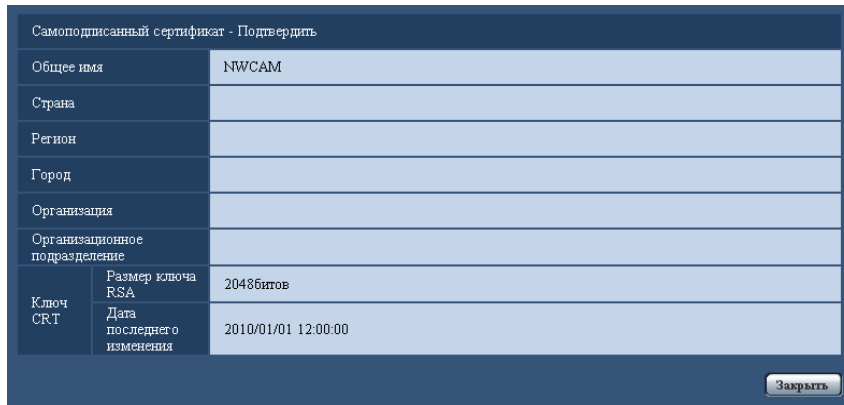 Самоподписанный сертификат - Подтвердить
Общее имя NWCAM
Страна
Регион
Город
Организация
Организационное
подразделение
Ключ
CRT
Размер ключа
RSA
2048битов
Дата
последнего
изменения
2010/01/01 12:00:00
Закрыть